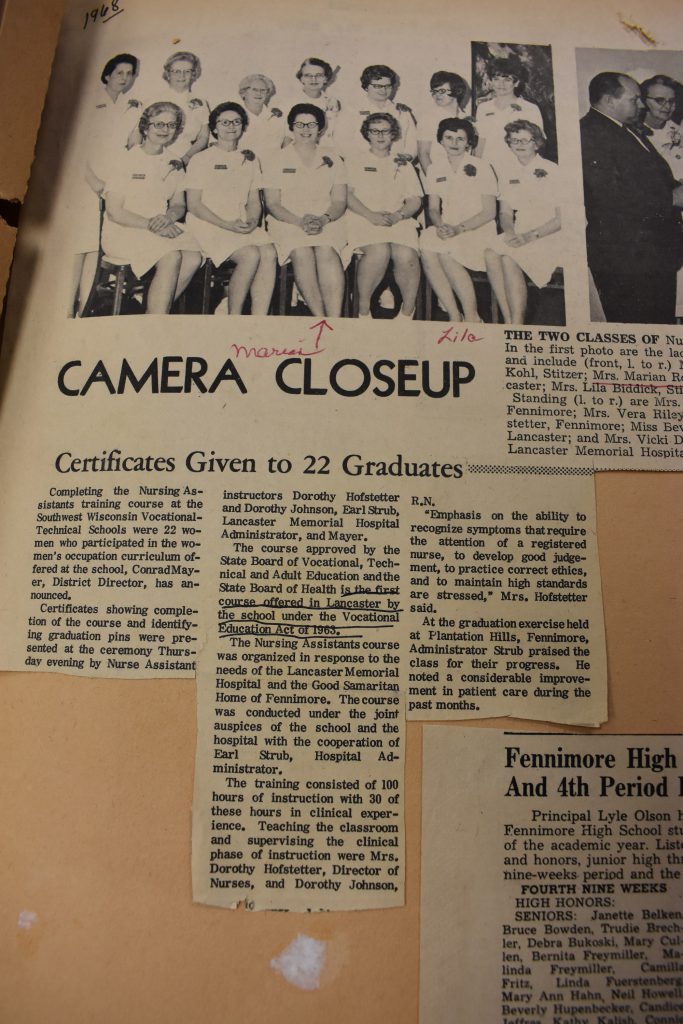 1968
Marian
Lila
CAMERA CLOSEUP
THE TWO CLASSES OF
In the first photo are the
and include (front, l. to r.)
Kohl, Stitzer; Mrs. Marian
caster; Mrs. Lila Biddick,
Standing (l. to r.) are Mrs.
Fennimore; Mrs. Vera Riley
stetter, Fennimore; Miss
Lancaster; and Mrs. Vicki
Lancaster Memorial
Certificates Given to 22 Graduates
Completing the Nursing As-
sistants training course at the
Southwest Wisconsin Vocational-
Technical Schools were 22 wo-
men who participated in the wo-
men's occupation curriculum of-
fered at the school, Conrad May-
er, District Director, has an-
nounced.
Certificates showing comple-
tion of the course and identify-
ing graduation pins were pre-
sented at the ceremony Thurs-
day evening by Nurse Assistant
instructors Dorothy Hofstetter
and Dorothy Johnson, Earl Strub,
Lancaster Memorial Hospital
Administrator, and Mayer.
The course approved by the
State Board of Vocational, Tech-
nical and Adult Education and the
State Board of Health is the first
course offered in Lancaster by
the school under the Vocational
Education Act of 1963.
The Nursing Assistants course
was organized in response to the
needs of the Lancaster Memorial
Hospital and the Good Samaritan
Home of Fennimore. The course
was conducted under the joint
auspices of the school and the
hospital with the cooperation of
Earl Strub, Hospital Ad-
ministrator.
The training consisted of 100
hours of instruction with 30 of
these hours in clinical exper-
ience. Teaching the classroom
and supervising the clinical
phase of instruction were Mrs.
Dorothy Hofstetter, Director of
Nurses, and Dorothy Johnson,
R.N.
"Emphasis on the ability to
recognize symptoms that require
the attention of a registered
nurse, to develop good judge-
ment, to practice correct ethics,
and to maintain high standards
are stressed," Mrs. Hofstetter
said.
At the graduation exercise held
at Plantation Hills, Fennimore,
Administrator Strub praised the
class for their progress. He
noted a considerable improve-
ment in patient care during the
past months.
Fennimore High
And 4th Period
Principal Lyle Olson
Fennimore High School
of the academic year.
and honors, junior high
nine-weeks period and the
FOURTH NINE WEEKS
HIGH HONORS:
SENIORS: Janette Belken,
Bruce Bowden, Trudie Brech-
ler, Debra Bukoski, Mary Cul-
len, Bernita Freymiller, Ma-
linda Freymiller, Camilla
Fritz, Linda Fuerstenberg,
Mary Ann Hahn, Neil Howell
Beverly Hupenbecker,
Kathy Kalish,